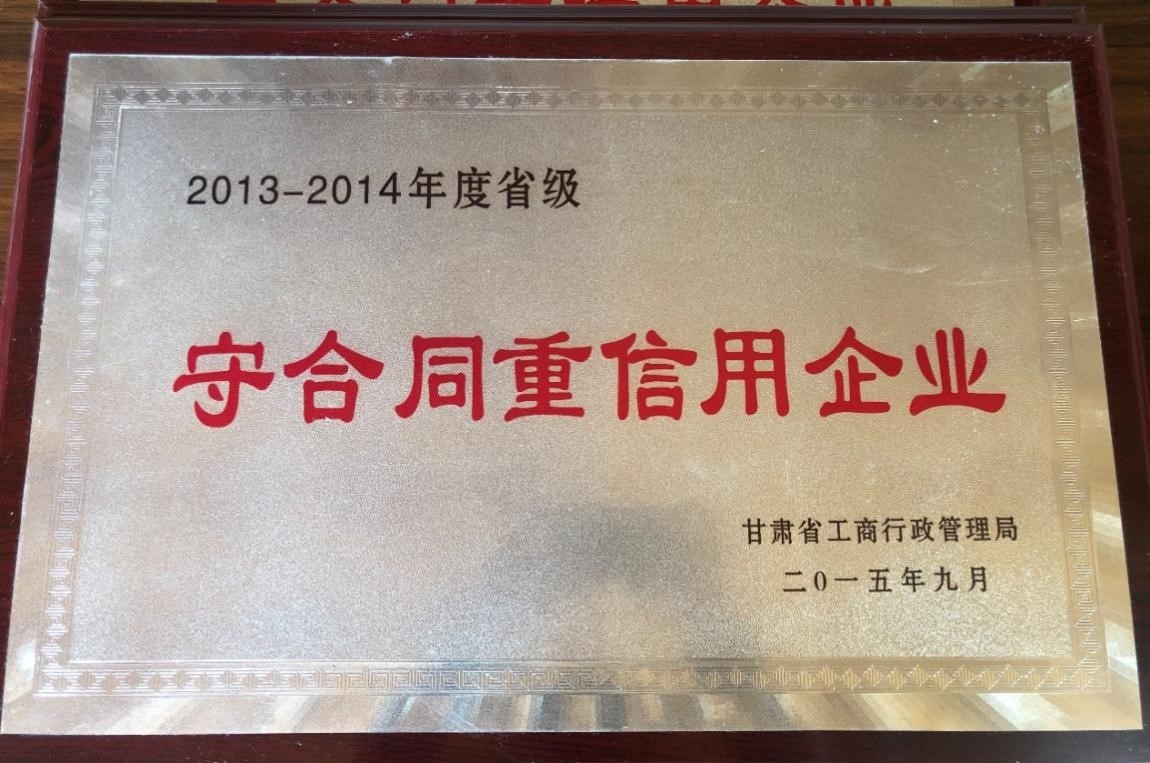 2013-2014年度省级
守合同重信用企业
甘肃省工商行政管理局
二0一五年九月